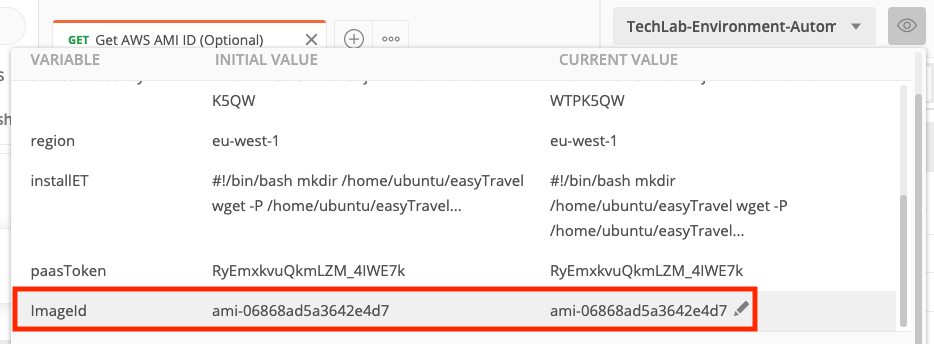 GET Get AWS AMI ID (Optional)
TechLab-Environment-Autom
VARIABLE INITIAL VALUE CURRENT VALUE
K5QW WTPK5QW
region eu-west-1 eu-west-1
installET #!/bin/bash mkdir /home/ubuntu/easyTravel #!/bin/bash mkdir
wget -P /home/ubuntu/easyTravel... /home/ubuntu/easyTravel wget -P
/home/ubuntu/easyTravel...
paasToken RyEmxkvuQkmLZM_4IWE7k RyEmxkvuQkmLZM_4IWE7k
ImageId ami-06868ad5a3642e4d7 ami-06868ad5a3642e4d7